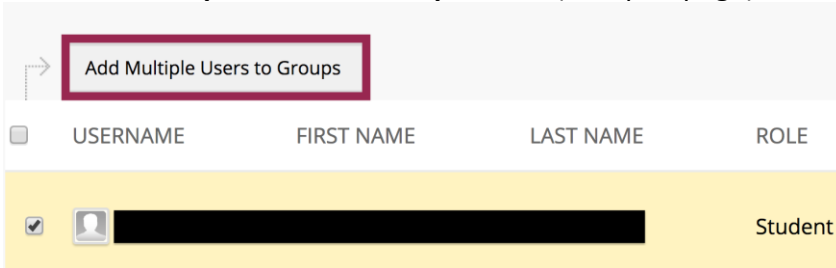 Add Multiple Users to Groups
USERNAME FIRST NAME LAST NAME ROLE
Student